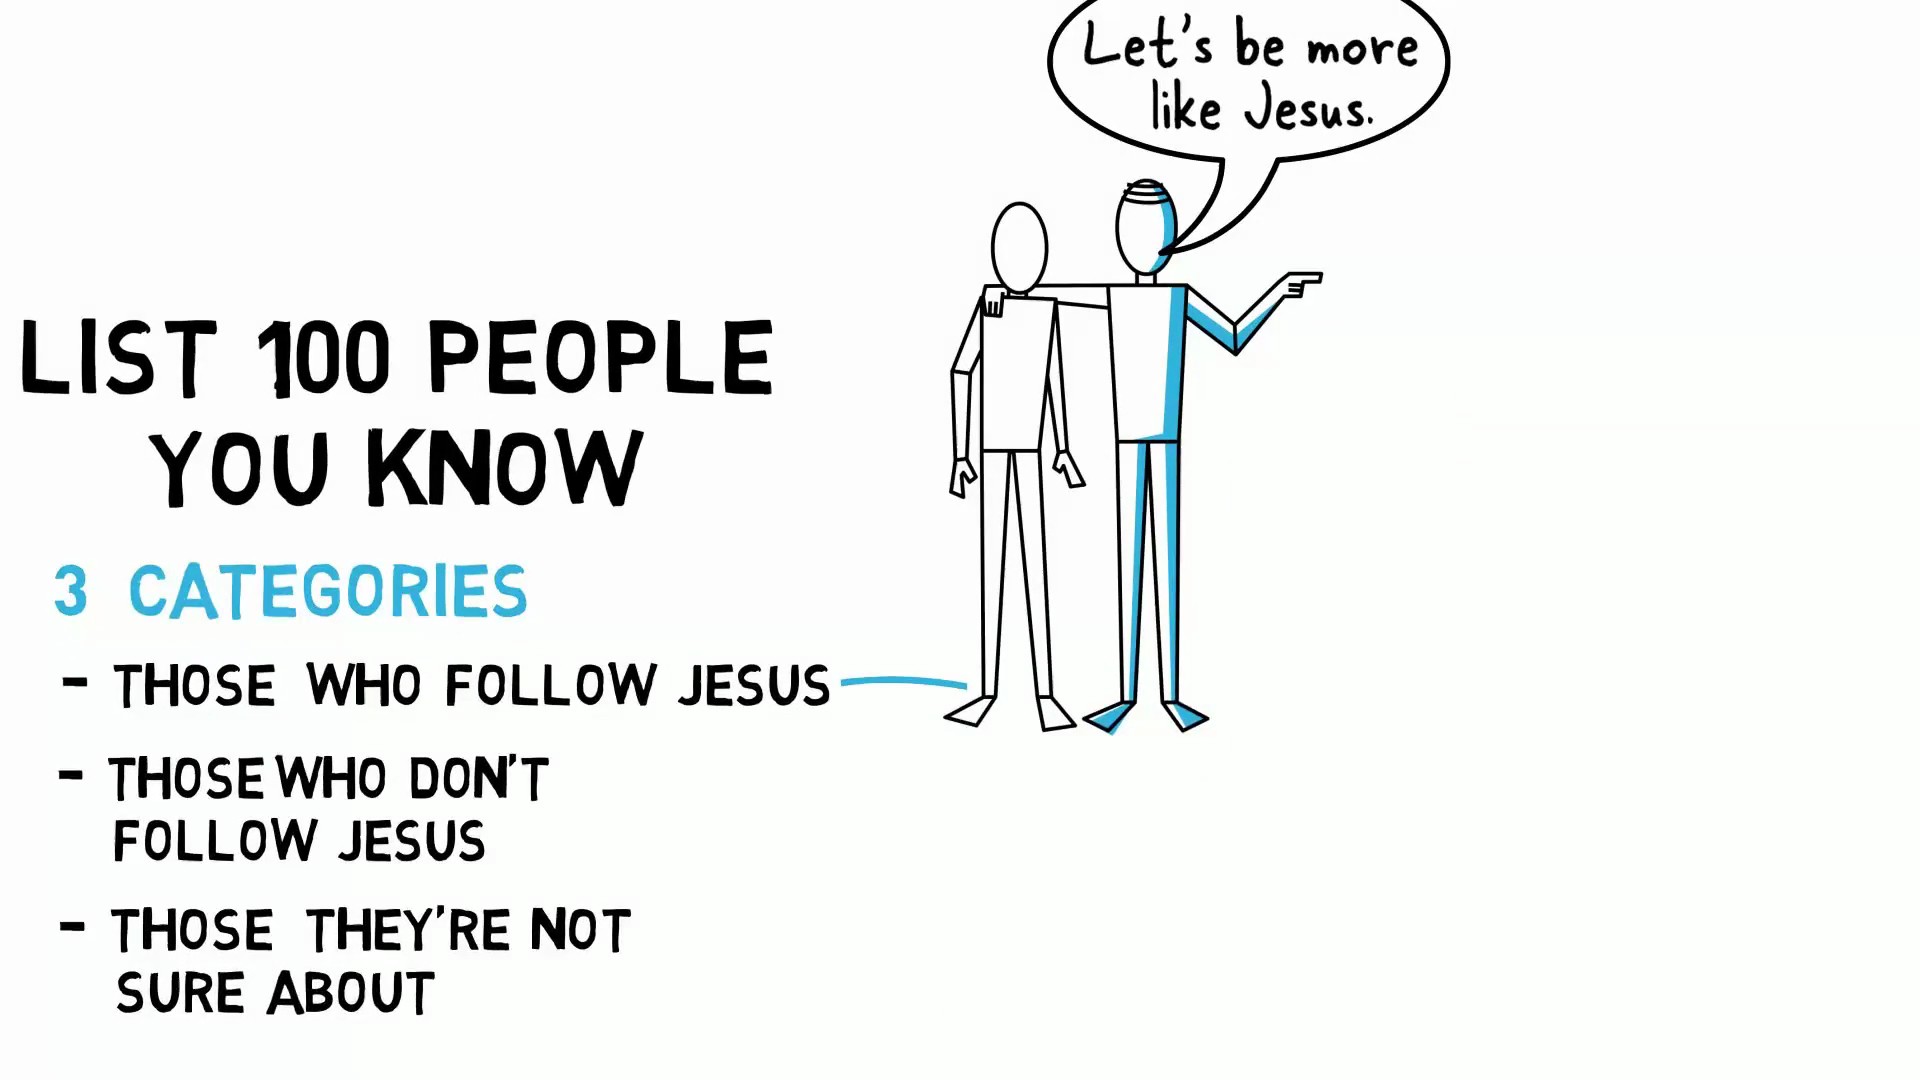 Let's be more
like Jesus.
LIST 100 PEOPLE
YOU KNOW
3 CATEGORIES
- THOSE WHO FOLLOW JESUS
- THOSE WHO DON'T
FOLLOW JESUS
- THOSE THEY'RE NOT
SURE ABOUT